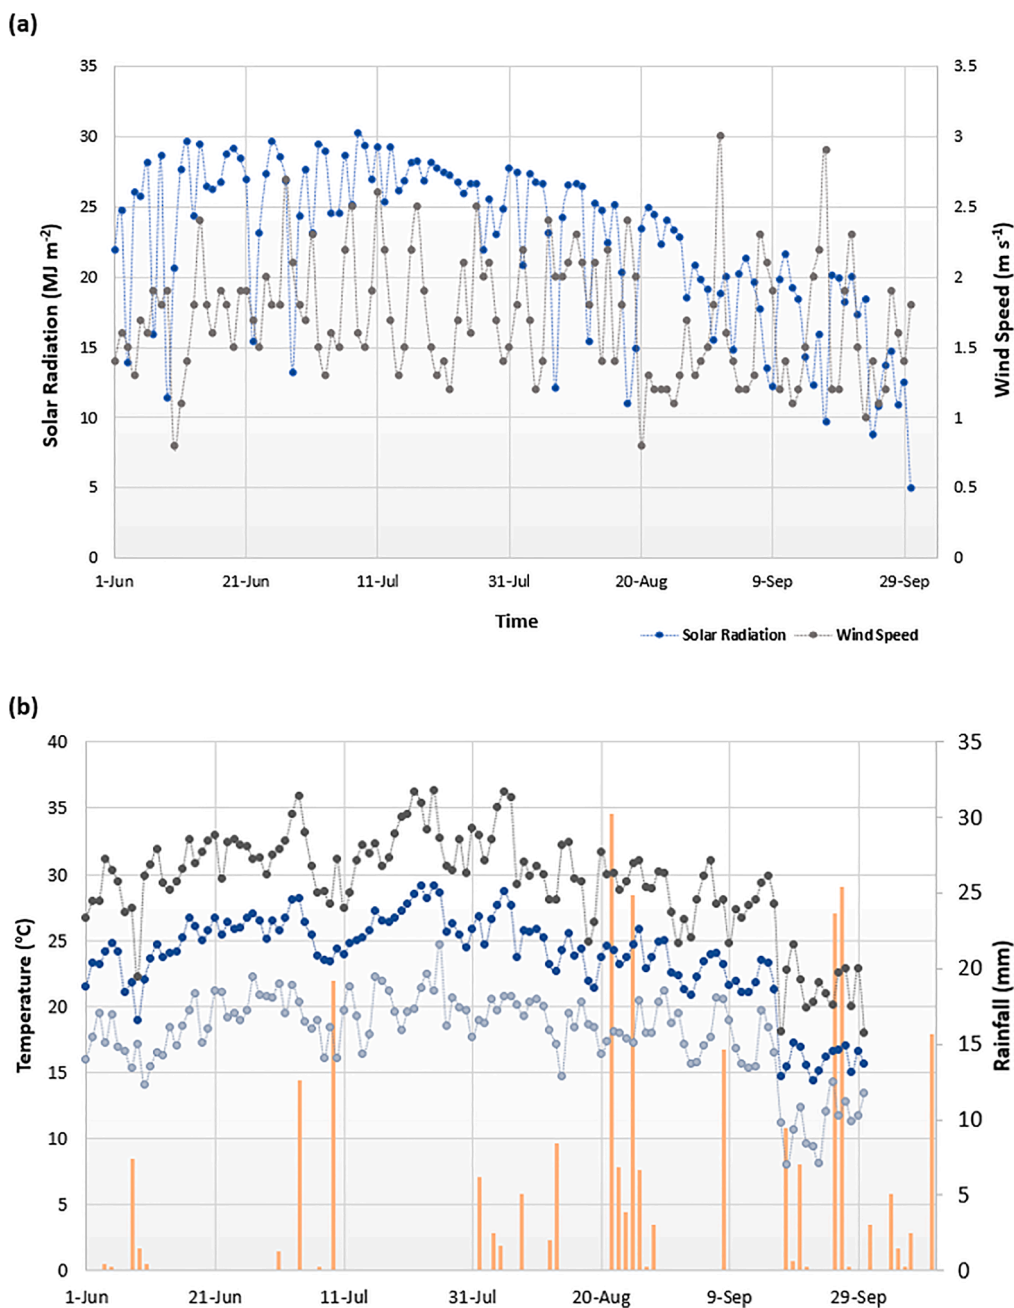 (a)
35 3.5
30 3
25 2.5
20 2
15 1.5
10 1
5 0.5
0 0
Solar Radiation (MJ m-2)
Wind Speed (m s-1)
1-Jun 21-Jun 11-Jul 31-Jul 20-Aug 9-Sep 29-Sep
Time
Solar Radiation Wind Speed
(b)
40 35
35 30
30 25
25 20
20 15
15 10
10 5
5 0
0
Temperature (°C)
Rainfall (mm)
1-Jun 21-Jun 11-Jul 31-Jul 20-Aug 9-Sep 29-Sep